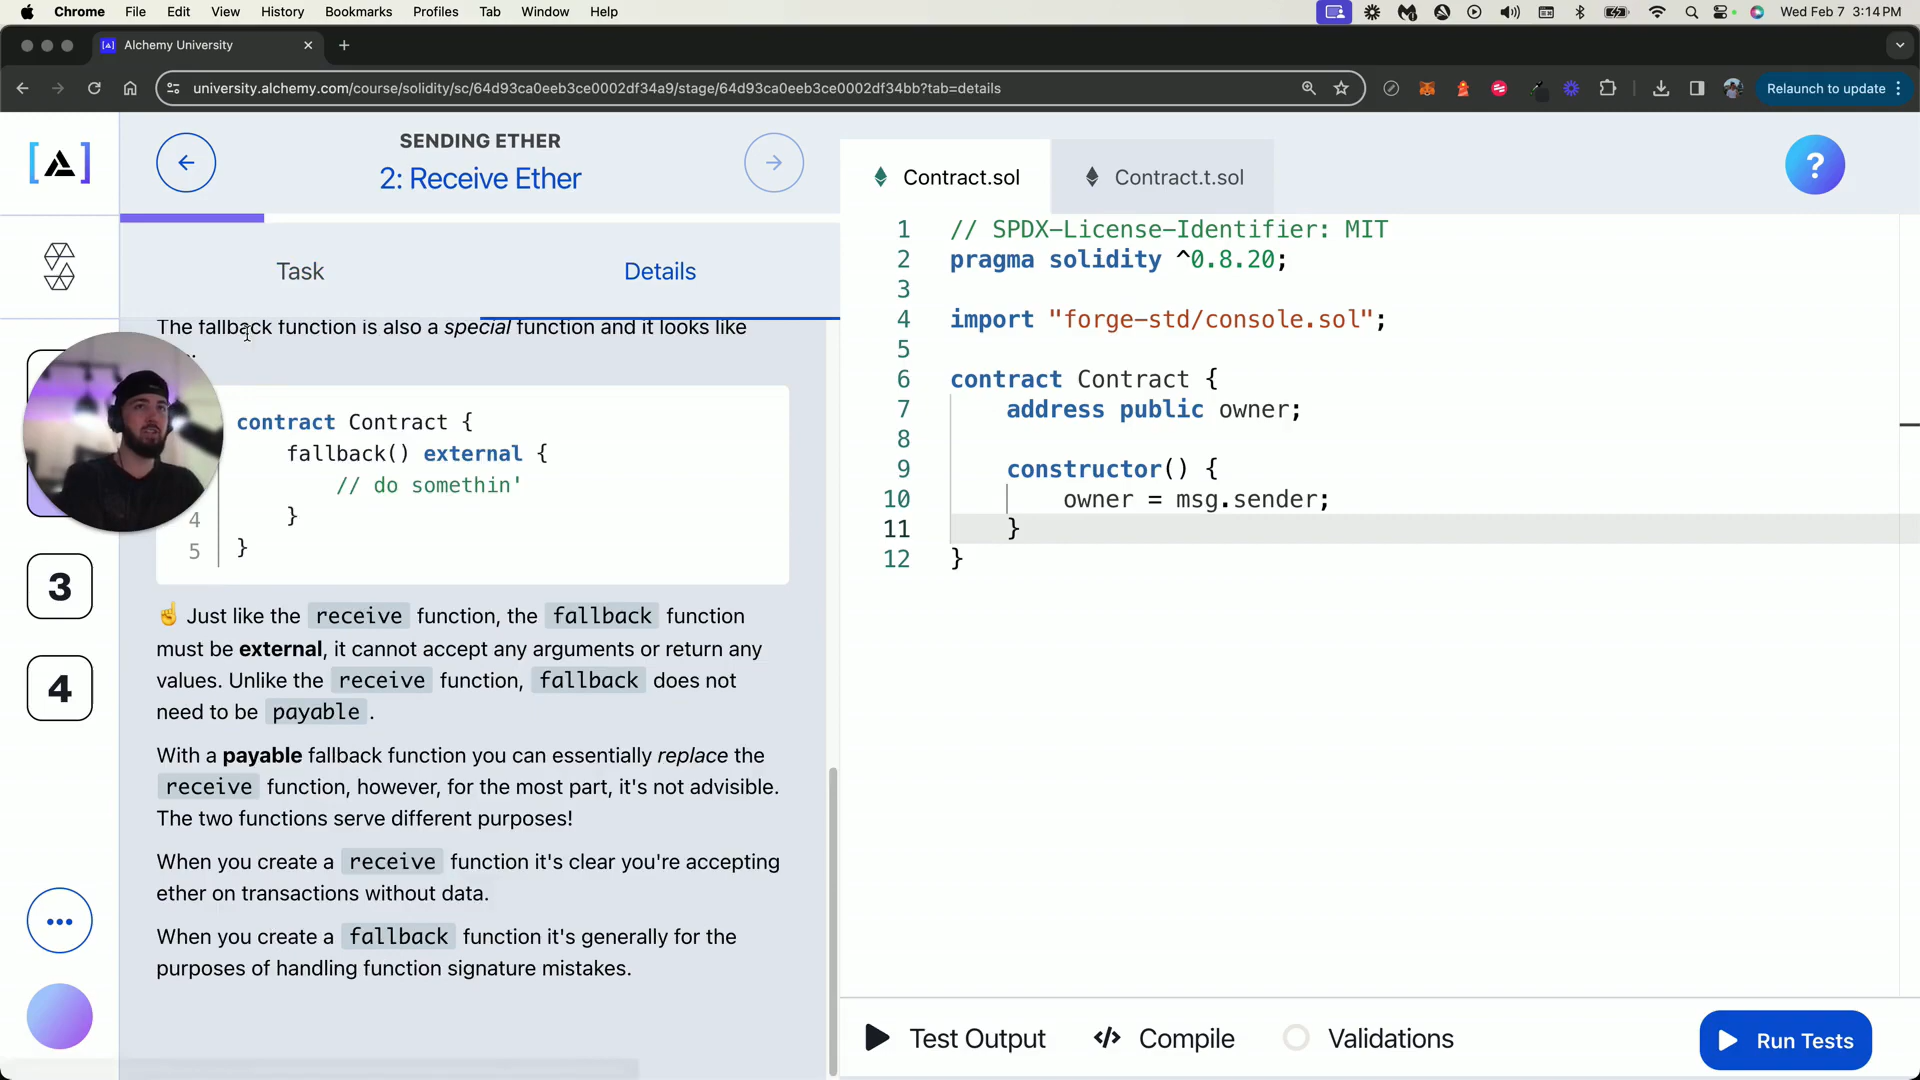 Chrome File Edit View History Bookmarks Profiles Tab Window Help Wed Feb 7 3:14 PM
Alchemy University
university.alchemy.com/course/solidity/sc/64d93ca0eeb3ce0002df34a9/stage/64d93ca0eeb3ce0002df34bb?tab=details
Relaunch to update
SENDING ETHER
2: Receive Ether
Task Details
The fallback function is also a special function and it looks like
contract Contract {
fallback() external {
// do somethin'
4 }
5 }
☝️ Just like the receive function, the fallback function
must be external, it cannot accept any arguments or return any
values. Unlike the receive function, fallback does not
need to be payable .
With a payable fallback function you can essentially replace the
receive function, however, for the most part, it's not advisible.
The two functions serve different purposes!
When you create a receive function it's clear you're accepting
ether on transactions without data.
When you create a fallback function it's generally for the
purposes of handling function signature mistakes.
3
4
Contract.sol Contract.t.sol
?
1 // SPDX-License-Identifier: MIT
2 pragma solidity ^0.8.20;
3
4 import "forge-std/console.sol";
5
6 contract Contract {
7 address public owner;
8
9 constructor() {
10 owner = msg.sender;
11 }
12 }
Test Output </> Compile Validations Run Tests